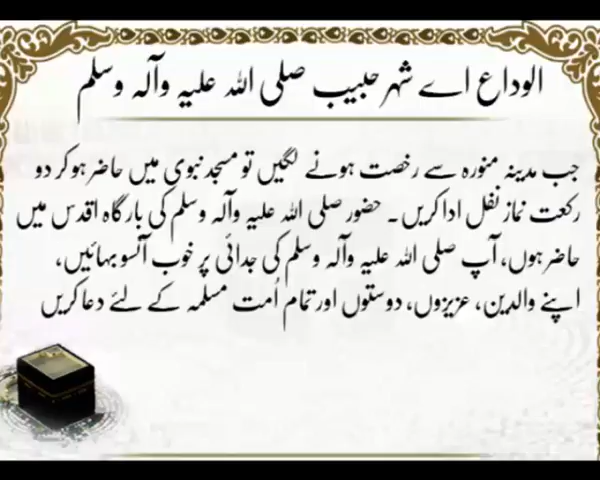 الوداع اے شہر حبیب صلی اللہ علیہ وآلہ وسلم
جب مدینہ منورہ سے رخصت ہونے لگیں تو مسجد نبوی میں حاضر ہو کر دو
رکعت نماز نفل ادا کریں۔ حضور صلی اللہ علیہ وآلہ وسلم کی بارگاہ اقدس میں
حاضر ہوں، آپ صلی اللہ علیہ وآلہ وسلم کی جدائی پر خوب آنسو بہائیں،
اپنے والدین، عزیزوں، دوستوں اور تمام اُمت مسلمہ کے لئے دعا کریں